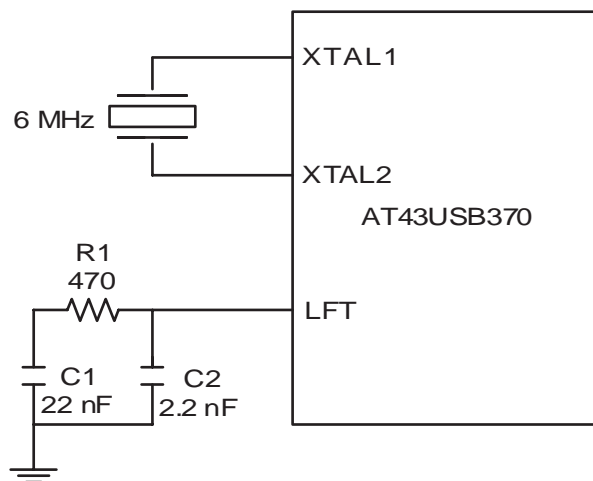 XTAL1
6 MHz
XTAL2
AT43USB370
R1
470
LFT
C1
22 nF
C2
2.2 nF